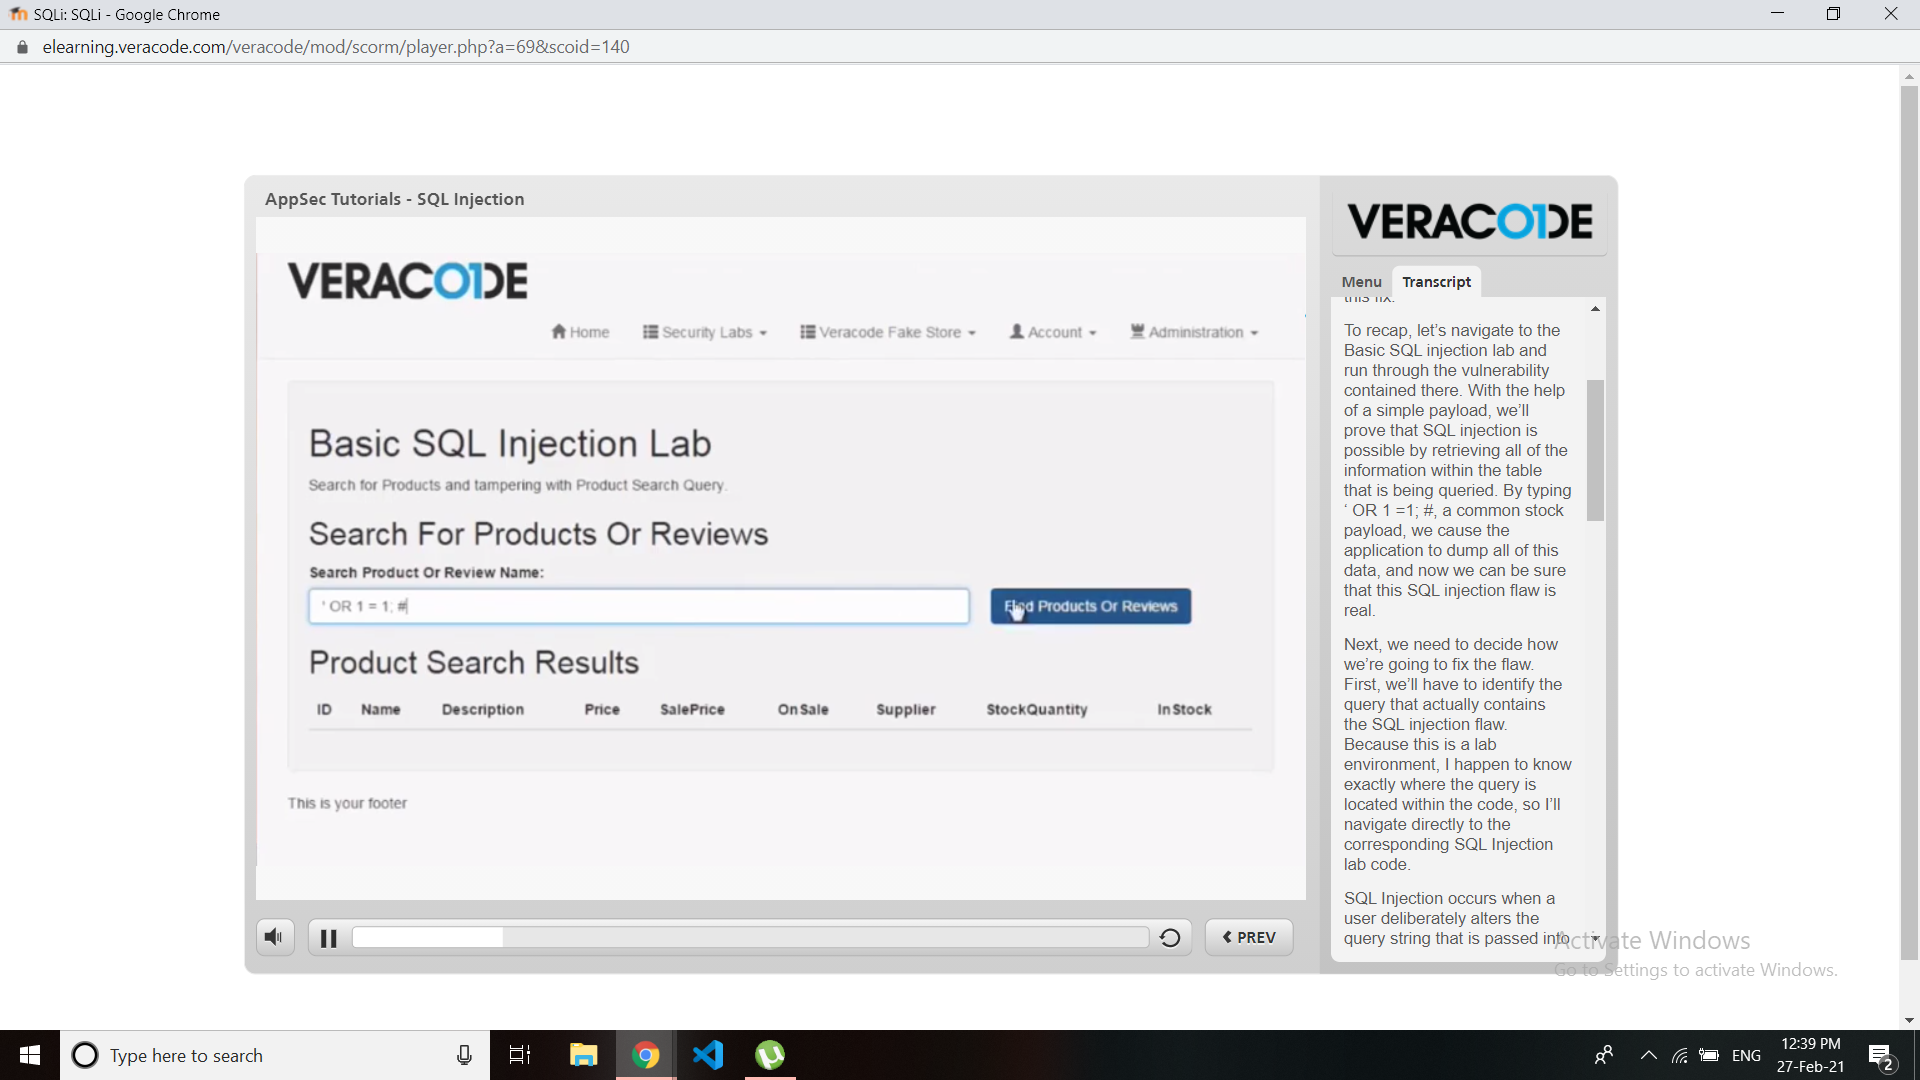 SQLi: SQLi - Google Chrome
elearning.veracode.com/veracode/mod/scorm/player.php?a=69&scoid=140
AppSec Tutorials - SQL Injection
VERACODE
Home
Security Labs
Veracode Fake Store
Account
Administration
Basic SQL Injection Lab
Search for Products and tampering with Product Search Query.
Search For Products Or Reviews
Search Product Or Review Name:
' OR 1 = 1; #
Find Products Or Reviews
Product Search Results
ID Name Description Price SalePrice OnSale Supplier StockQuantity InStock
This is your footer
PREV
VERACODE
Menu Transcript
this fix.
To recap, let's navigate to the
Basic SQL injection lab and
run through the vulnerability
contained there. With the help
of a simple payload, we'll
prove that SQL injection is
possible by retrieving all of the
information within the table
that is being queried. By typing
‘ OR 1 =1; #, a common stock
payload, we cause the
application to dump all of this
data, and now we can be sure
that this SQL injection flaw is
real.
Next, we need to decide how
we're going to fix the flaw.
First, we'll have to identify the
query that actually contains
the SQL injection flaw.
Because this is a lab
environment, I happen to know
exactly where the query is
located within the code, so I'll
navigate directly to the
corresponding SQL Injection
lab code.
SQL Injection occurs when a
user deliberately alters the
query string that is passed into
Activate Windows
Go to Settings to activate Windows.
Type here to search
ENG
12:39 PM
27-Feb-21
2